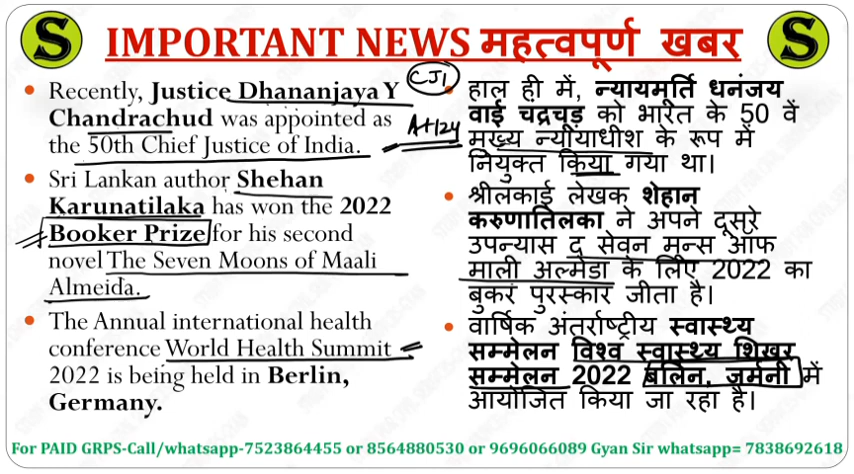 S IMPORTANT NEWS महत्वपूर्ण खबर S
Recently, Justice Dhananjaya Y
Chandrachud was appointed as
the 50th Chief Justice of India.
Sri Lankan author Shehan
Karunatilaka has won the 2022
Booker Prize for his second
novel The Seven Moons of Maali
Almeida.
The Annual international health
conference World Health Summit
2022 is being held in Berlin,
Germany.
CJI
A+124
हाल ही में, न्यायमूर्ति धनंजय
वाई चंद्रचड़ को भारत के 50 वें
मुख्य न्यायाधीश के रूप में
नियुक्त किया गया था।
श्रीलंकाई लेखक शेहान
करुणातिलका ने अपने दूसरे
उपन्यास द सेवन मून्स ऑफ
माली अल्मेडा के लिए 2022 का
बुकर पुरस्कार जीता है।
वार्षिक अंतर्राष्ट्रीय स्वास्थ्य
सम्मेलन विश्व स्वास्थ्य शिखर
सम्मेलन 2022 बर्लिन, जर्मनी में
आयोजित किया जा रहा है।
For PAID GRPS-Call/whatsapp-7523864455 or 8564880530 or 9696066089 Gyan Sir whatsapp= 7838692618